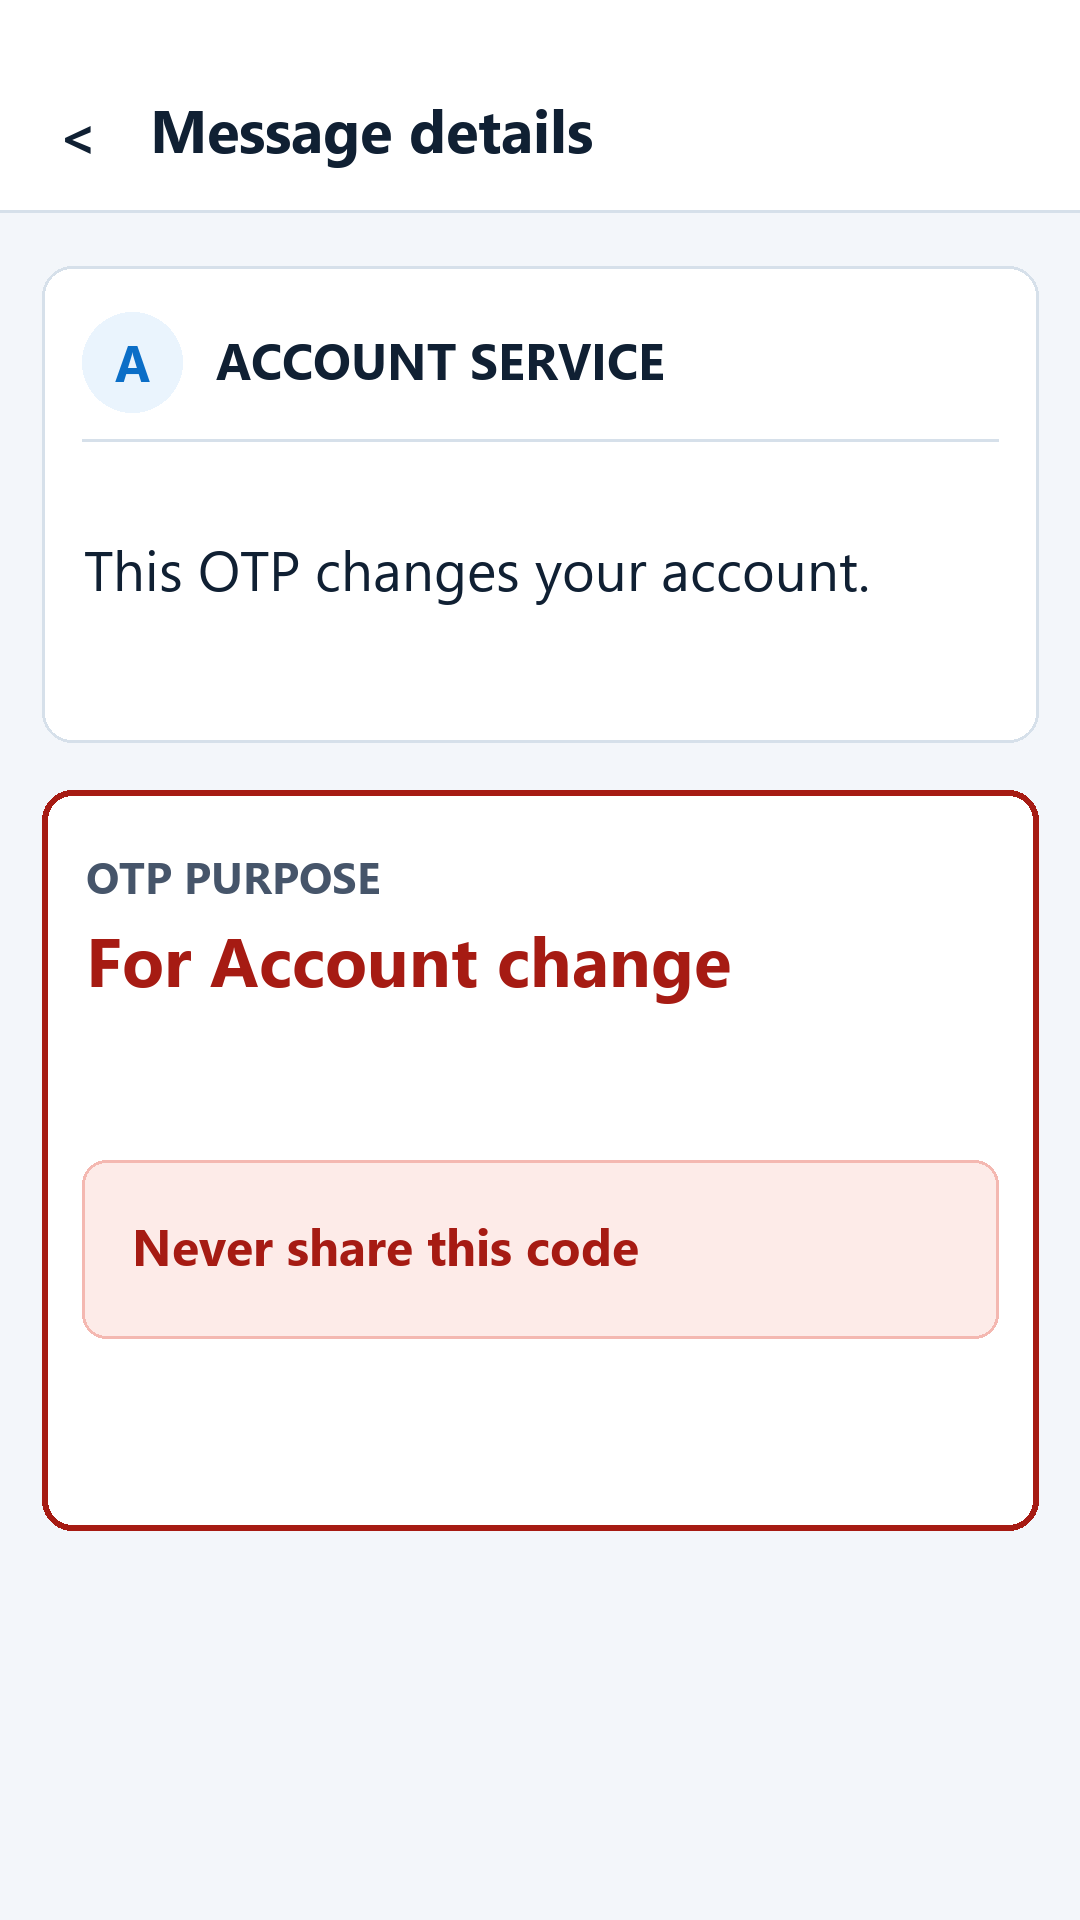 < Message details
A ACCOUNT SERVICE
This OTP changes your account.
OTP PURPOSE
For Account change
Never share this code